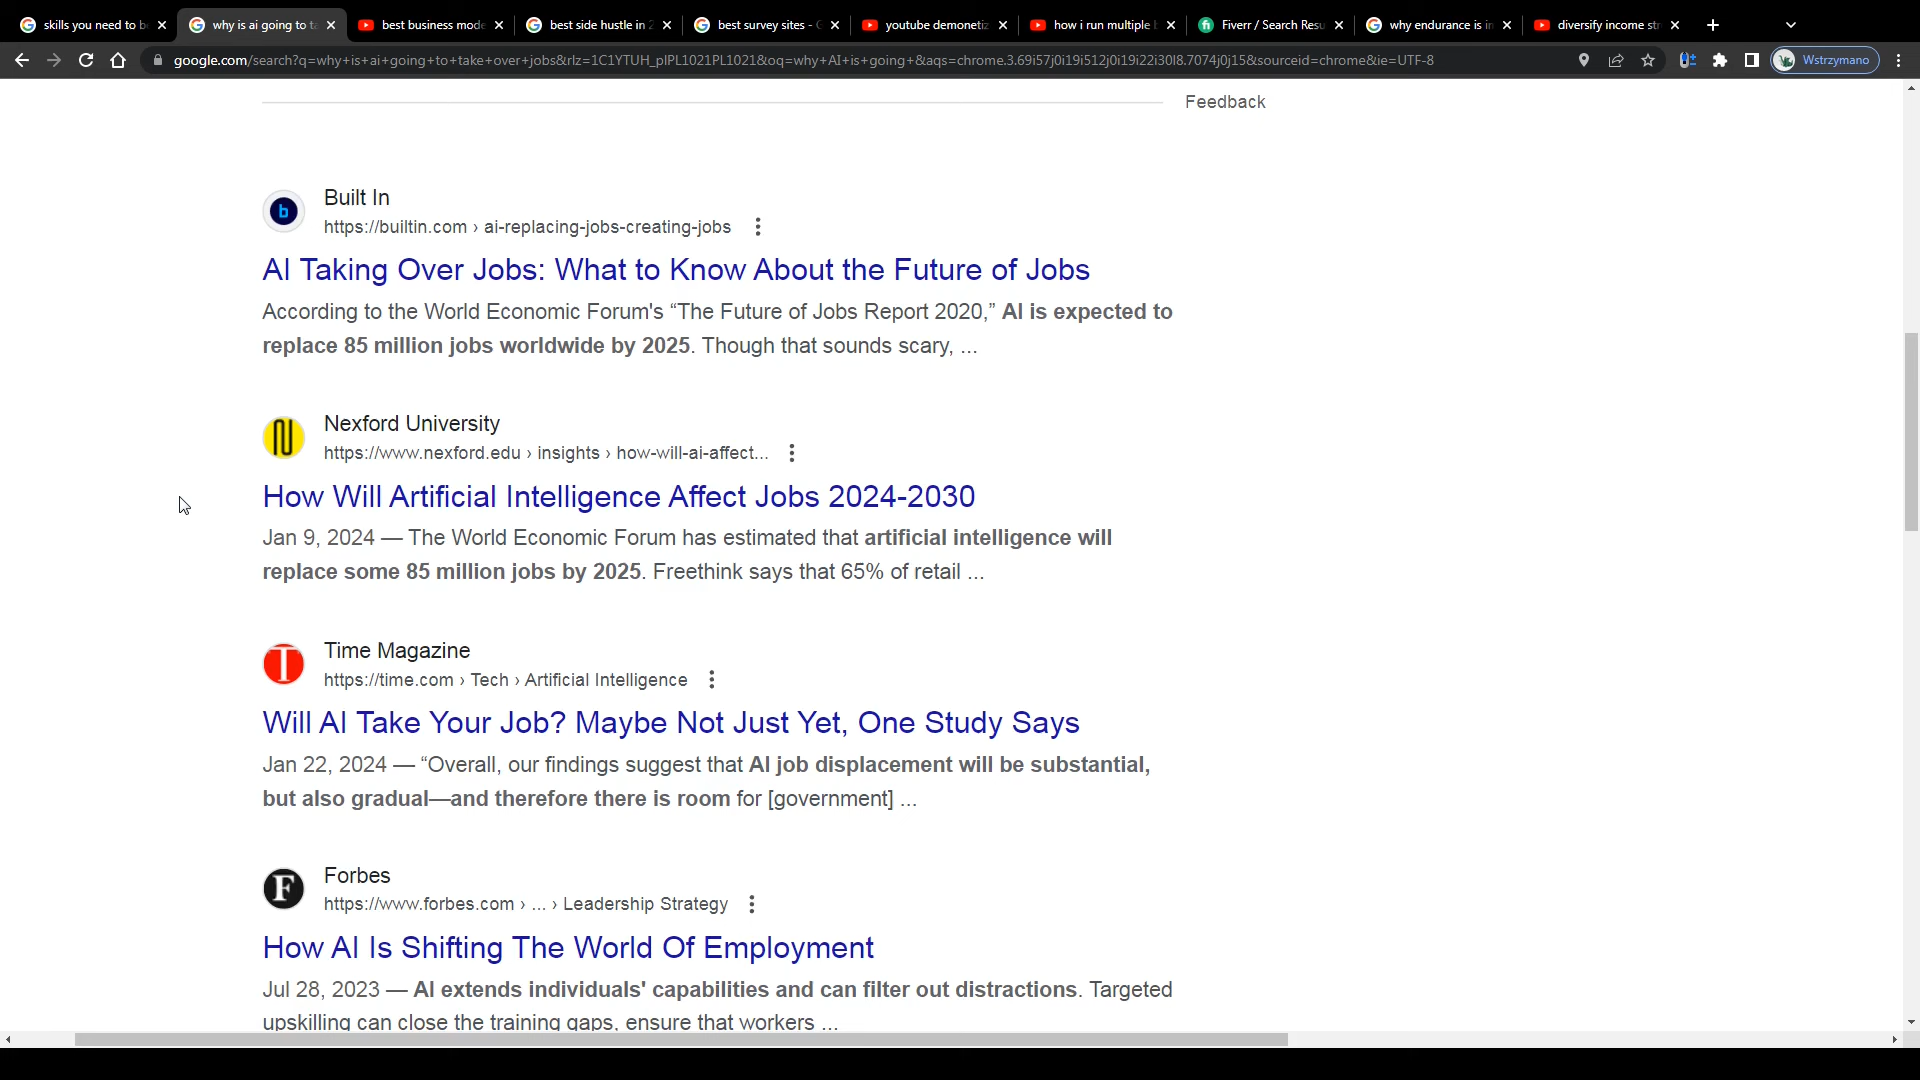 skills you need to b
why is ai going to t
best business mode
best side hustle in 2
best survey sites - G
youtube demonetiz
how i run multiple b
Fiverr / Search Resu
why endurance is in
diversify income str
google.com/search?q=why+is+ai+going+to+take+over+jobs&rlz=1C1YTUH_plPL1021PL1021&oq=why+AI+is+going+&aqs=chrome.3.69i57j0i19i512j0i19i22i30l8.7074j0j15&sourceid=chrome&ie=UTF-8
Wstrzymano
Feedback
Built In
https://builtin.com › ai-replacing-jobs-creating-jobs
AI Taking Over Jobs: What to Know About the Future of Jobs
According to the World Economic Forum's “The Future of Jobs Report 2020,” AI is expected to
replace 85 million jobs worldwide by 2025. Though that sounds scary, ...
Nexford University
https://www.nexford.edu › insights › how-will-ai-affect...
How Will Artificial Intelligence Affect Jobs 2024-2030
Jan 9, 2024 — The World Economic Forum has estimated that artificial intelligence will
replace some 85 million jobs by 2025. Freethink says that 65% of retail ...
Time Magazine
https://time.com › Tech › Artificial Intelligence
Will AI Take Your Job? Maybe Not Just Yet, One Study Says
Jan 22, 2024 — “Overall, our findings suggest that AI job displacement will be substantial,
but also gradual—and therefore there is room for [government] ...
Forbes
https://www.forbes.com › ... › Leadership Strategy
How AI Is Shifting The World Of Employment
Jul 28, 2023 — AI extends individuals' capabilities and can filter out distractions. Targeted
upskilling can close the training gaps, ensure that workers ...